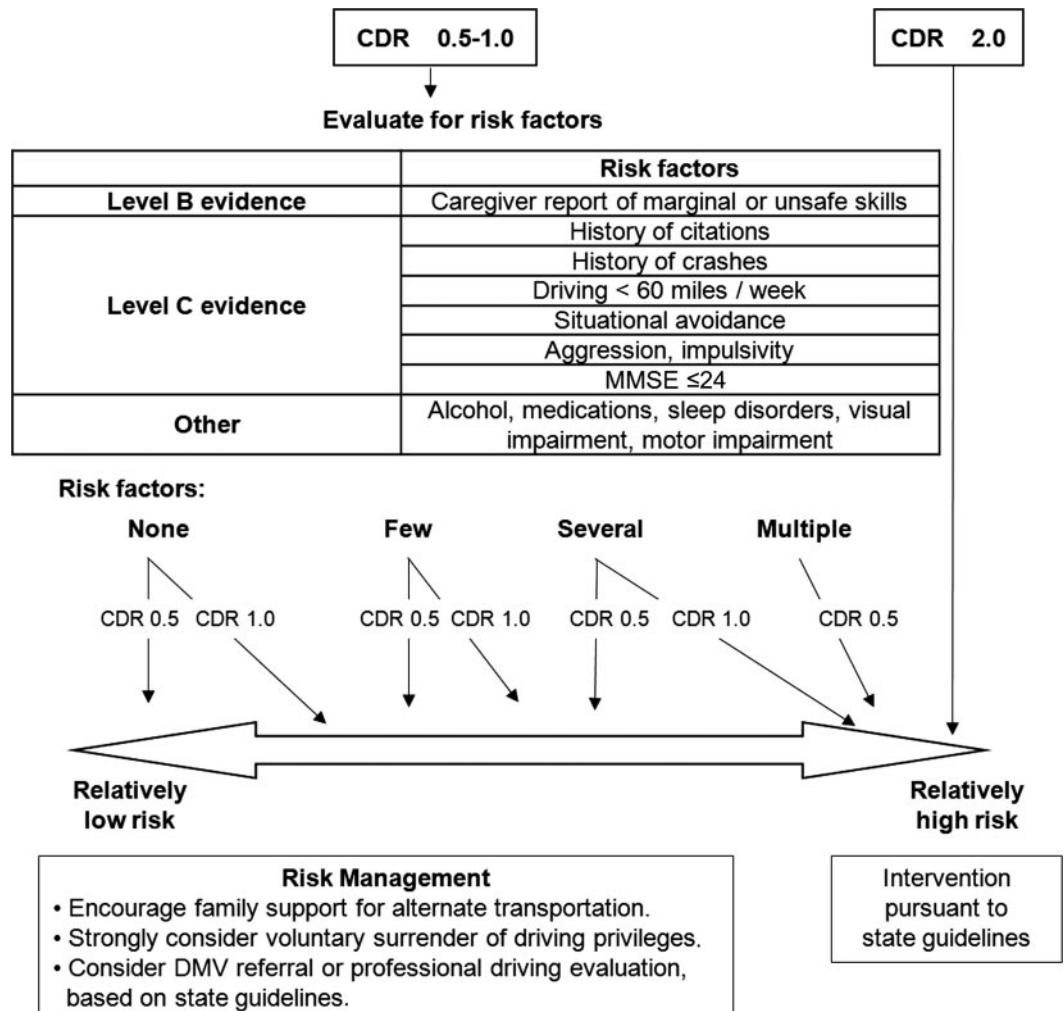 CDR 0.5-1.0
CDR 2.0
Evaluate for risk factors
Risk factors
Level B evidence
Caregiver report of marginal or unsafe skills
Level C evidence
History of citations
History of crashes
Driving < 60 miles / week
Situational avoidance
Aggression, impulsivity
MMSE ≤24
Other
Alcohol, medications, sleep disorders, visual
impairment, motor impairment
Risk factors:
None
Few
Several
Multiple
CDR 0.5
CDR 1.0
CDR 0.5
CDR 1.0
CDR 0.5
CDR 1.0
CDR 0.5
Relatively
low risk
Relatively
high risk
Risk Management
• Encourage family support for alternate transportation.
• Strongly consider voluntary surrender of driving privileges.
• Consider DMV referral or professional driving evaluation,
based on state guidelines.
Intervention
pursuant to
state guidelines